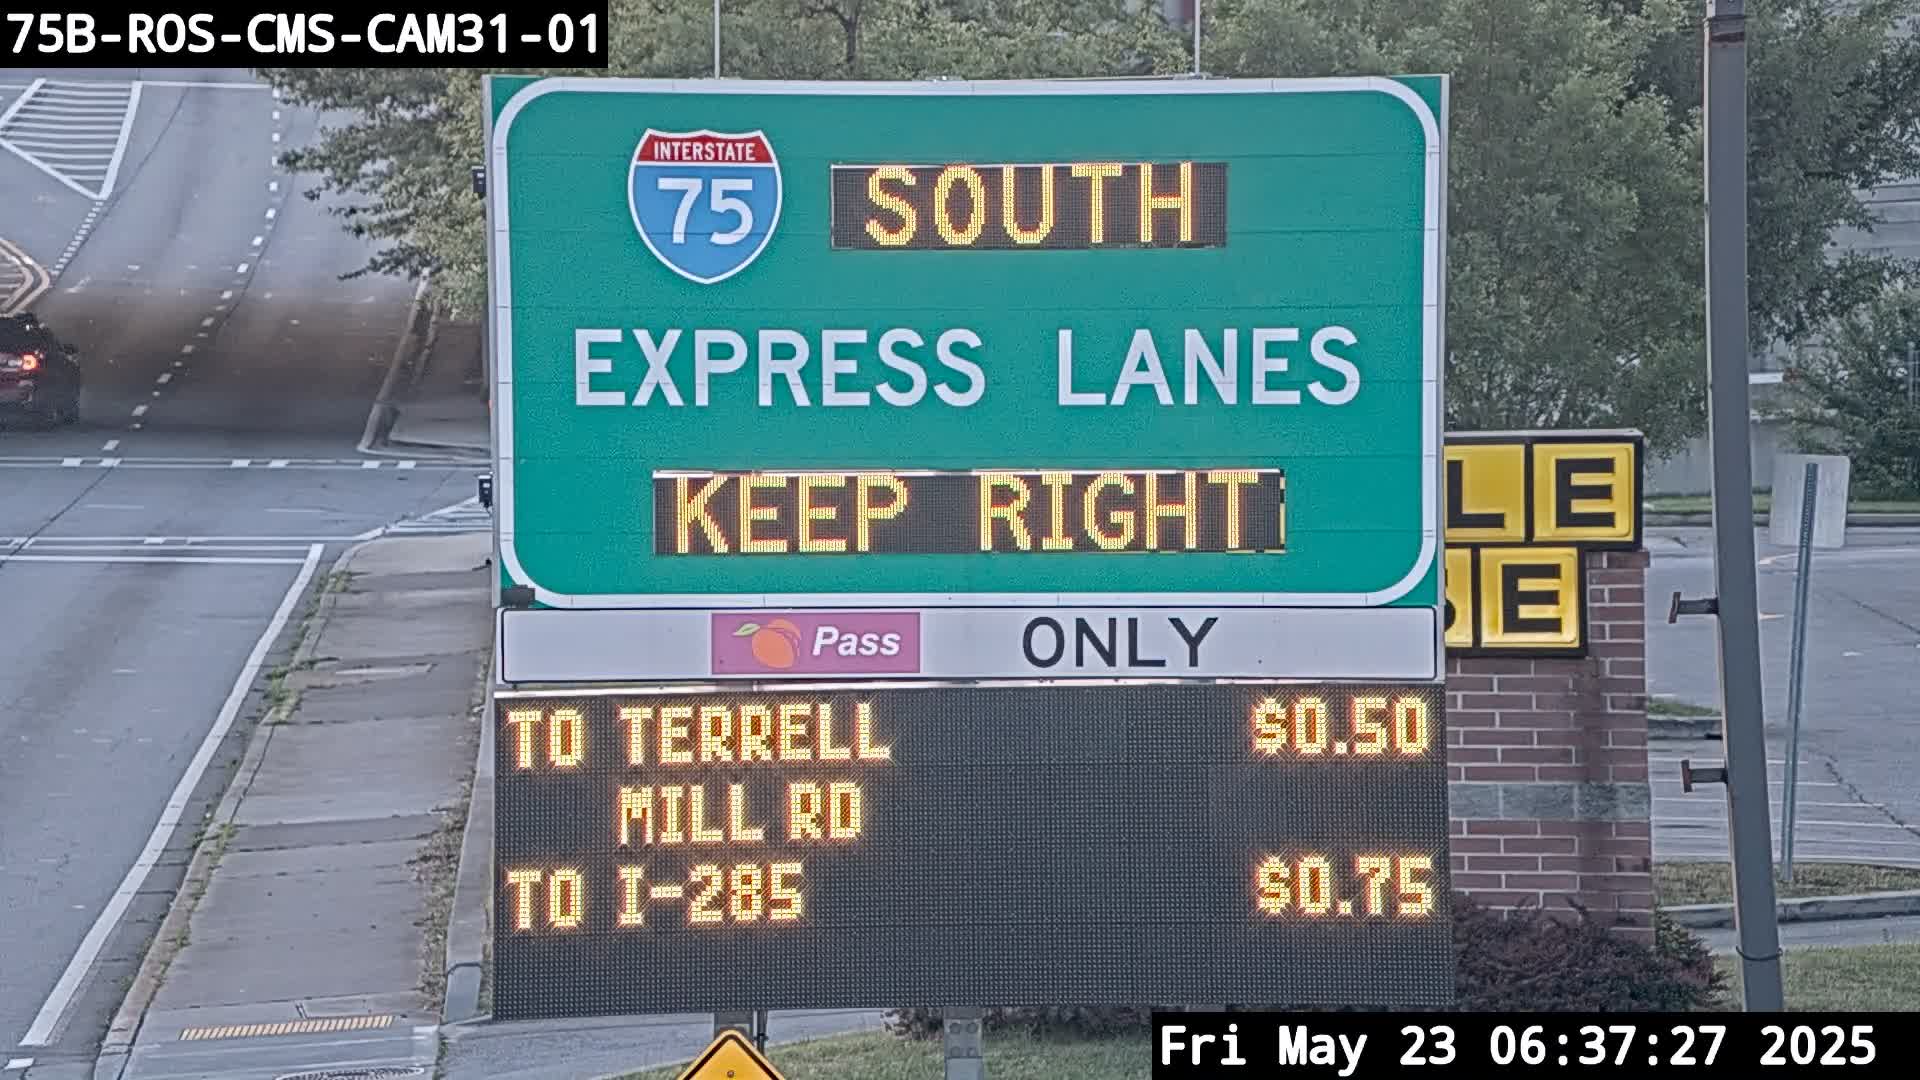 75B-ROS-CMS-CAM31-01
INTERSTATE
75
SOUTH
EXPRESS LANES
KEEP RIGHT
LE
E
Pass ONLY
TO TERRELL $0.50
MILL RD
TO I-285 $0.75
Fri May 23 06:37:27 2025